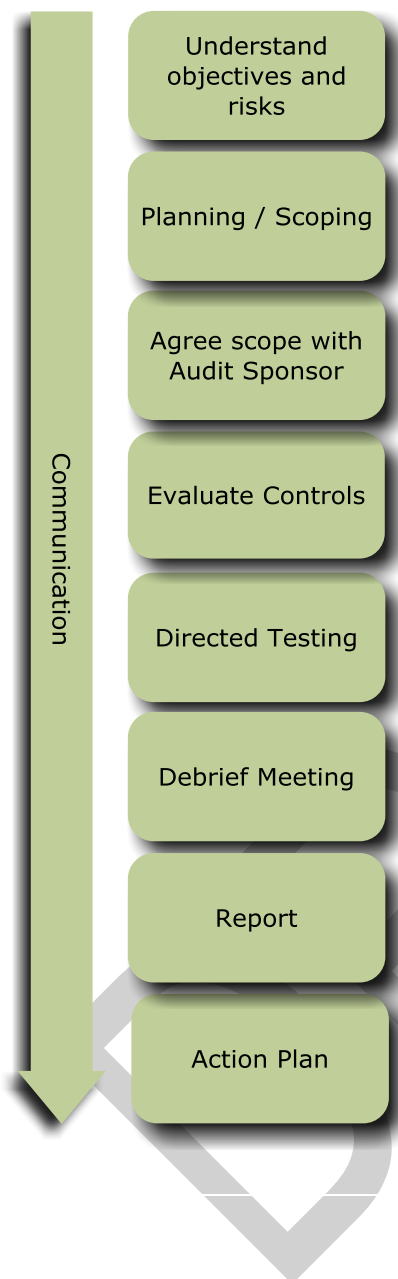 Understand
objectives and
risks
Planning / Scoping
Agree scope with
Audit Sponsor
Communication
Evaluate Controls
Directed Testing
Debrief Meeting
Report
Action Plan